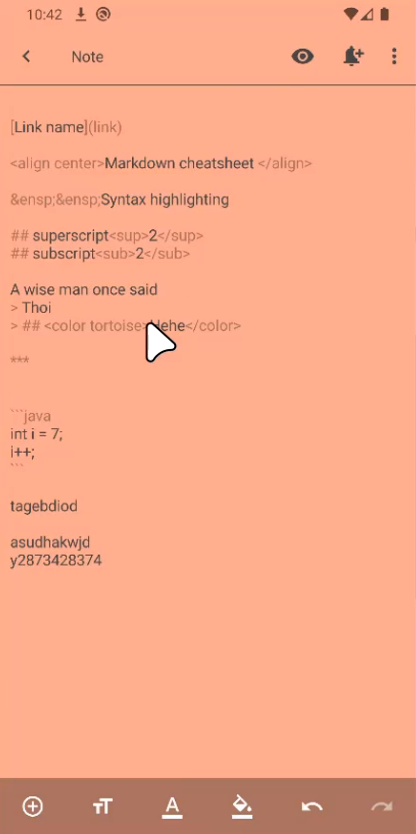 10:42
Note
[Link name](link)
<align center>Markdown cheatsheet </align>
&ensp;&ensp;Syntax highlighting
## superscript<sup>2</sup>
## subscript<sub>2</sub>
A wise man once said
> Thoi
> ## <color tortoise>Hehe</color>
***
```java
int i = 7;
i++;
```
tagebdiod
asudhakwjd
y2873428374